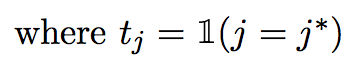 where $t_j = \mathbb{1}(j = j^*)$